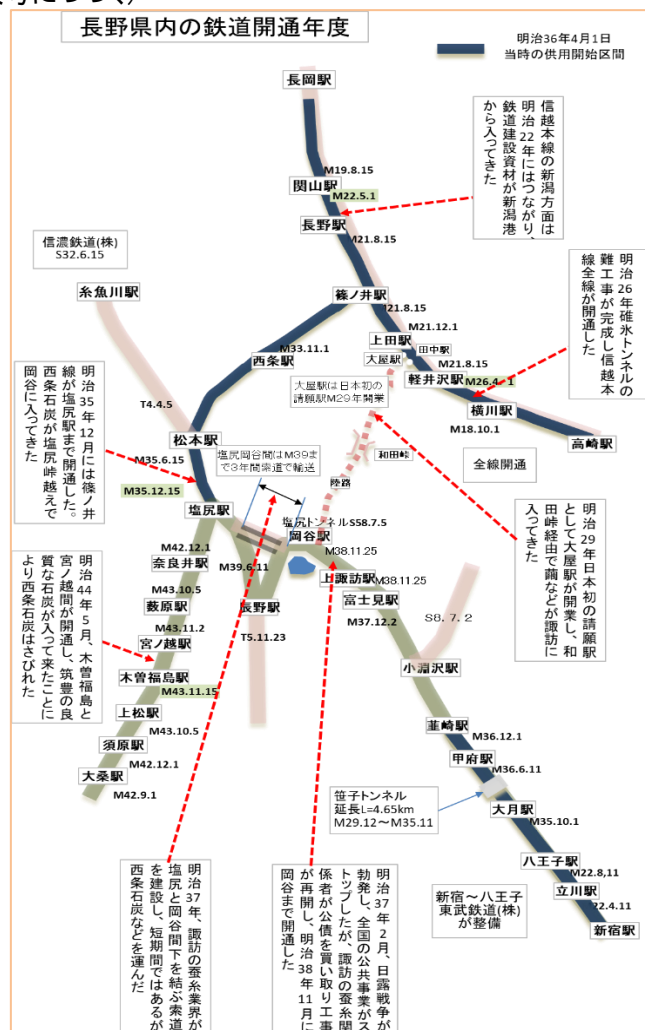 長野県内の鉄道開通年度
明治36年4月1日
当時の供用開始区間
長岡駅
M19.8.15
関山駅
M22.5.1
長野駅
M21.8.15
信越本線の新潟方面は
明治22年にはつながり、
鉄道建設資材が新潟港
から入ってきた
信濃鉄道(株)
S32.6.15
糸魚川駅
篠ノ井駅
M21.8.15
M21.12.1
上田駅
田中駅
大屋駅
M21.8.15
軽井沢駅
M26.4 1
横川駅
M18.10.1
高崎駅
全線開通
明治26年碓氷トンネルの
難工事が完成し信越本
線全線が開通した
M33.11.1
西条駅
大屋駅は日本初の
請願駅M29年開業
和田峠
陸路
T4.4.5
松本駅
M35.6.15
M35.12.15
塩尻駅
塩尻岡谷間はM39ま
で3年間索道で輸送
明治35年12月には篠ノ井
線が塩尻駅まで開通した。
西条石炭が塩尻峠越えで
岡谷に入ってきた
塩尻トンネルS58.7.5
岡谷駅
M38.11.25
上諏訪駅
M38.11.25
富士見駅
M37.12.2
S8.7.2
小淵沢駅
明治29年日本初の請願駅
として大屋駅が開業し、和
田峠経由で繭などが諏訪に
入ってきた
M42.12.1
奈良井駅
M39.6.11
M43.10.5
藪原駅
長野駅
M43.11.2
T5.11.23
宮ノ越駅
木曽福島駅
M43.11.15
上松駅
M43.10.5
須原駅
M42.12.1
大桑駅
M42.9.1
明治44年5月、木曽福島と
宮ノ越間が開通し、筑豊の良
質な石炭が入って来たことに
より西条石炭はさびれた
韮崎駅
M36.12.1
甲府駅
M36.6.11
笹子トンネル
延長L=4.65km
M29.12～M35.11
大月駅
M35.10.1
八王子駅
M22.8,11
立川駅
22.4.11
新宿駅
新宿～八王子
東武鉄道(株)
が整備
明治37年、諏訪の蚕糸業界が
塩尻と岡谷間下を結ぶ索道
を建設し、短期間ではあるが
西条石炭などを運んだ
明治37年2月、日露戦争が
勃発し、全国の公共事業がス
トップしたが、諏訪の蚕糸関
係者が公債を買い取り工事
が再開し、明治38年11月に
岡谷まで開通した